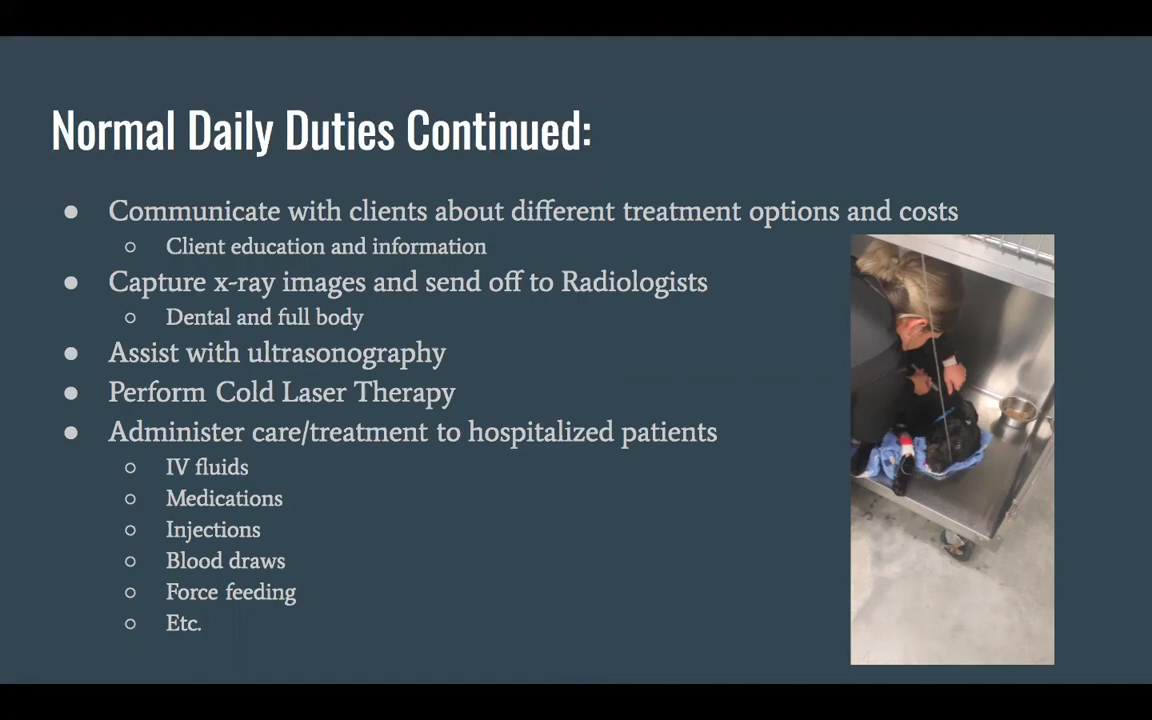 Normal Daily Duties Continued:
● Communicate with clients about different treatment options and costs
○ Client education and information
● Capture x-ray images and send off to Radiologists
○ Dental and full body
● Assist with ultrasonography
● Perform Cold Laser Therapy
● Administer care/treatment to hospitalized patients
○ IV fluids
○ Medications
○ Injections
○ Blood draws
○ Force feeding
○ Etc.